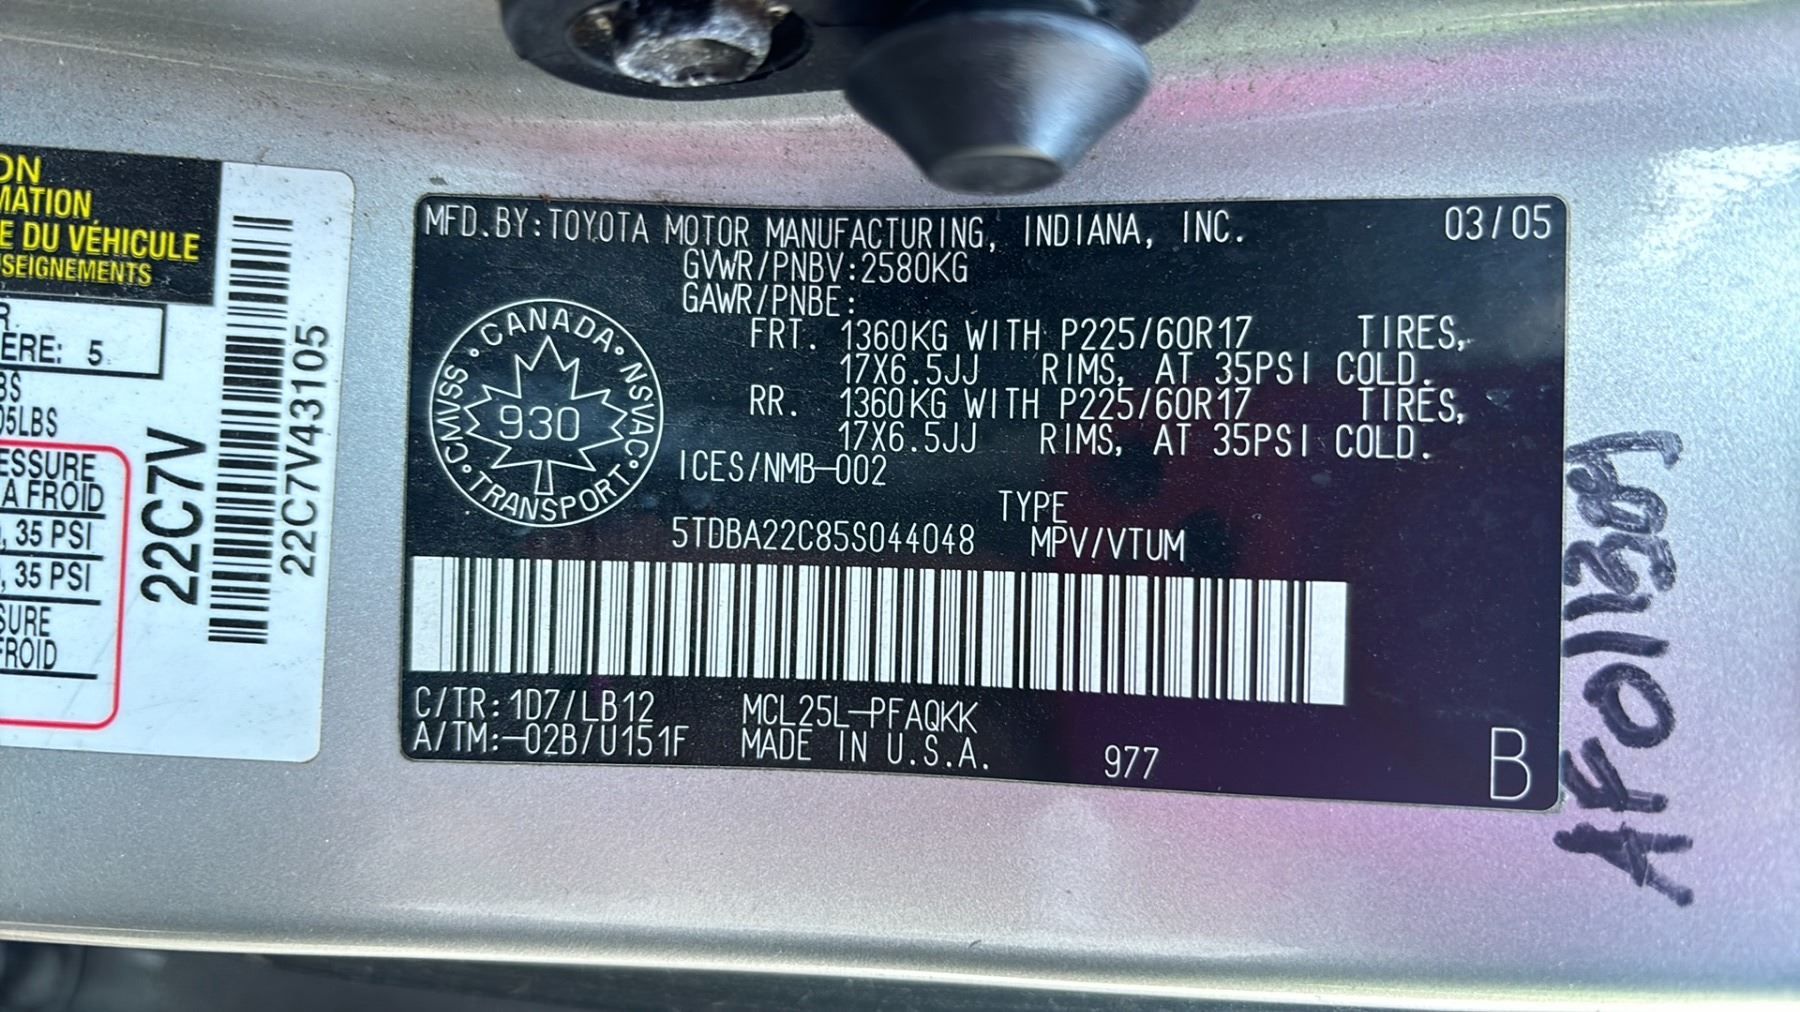 ON
MATION
E DU VÉHICULE
SEIGNEMENTS
R
ERE: 5
BS
05LBS
ESSURE
A FROID
, 35 PSI
, 35 PSI
SURE
FROID
22C7V
22C7V43105
MFD.BY:TOYOTA MOTOR MANUFACTURING, INDIANA, INC. 03/05
GVWR/PNBV:2580KG
GAWR/PNBE:
FRT. 1360KG WITH P225/60R17 TIRES,
17X6.5JJ RIMS, AT 35PSI COLD.
RR. 1360KG WITH P225/60R17 TIRES,
17X6.5JJ RIMS, AT 35PSI COLD.
CANADA • NSVAC • TRANSPORT • CMVSS •
930
ICES/NMB-002
TYPE
5TDBA22C85S044048 MPV/VTUM
C/TR:1D7/LB12 MCL25L-PFAQKK
A/TM:-02B/U151F MADE IN U.S.A. 977
B